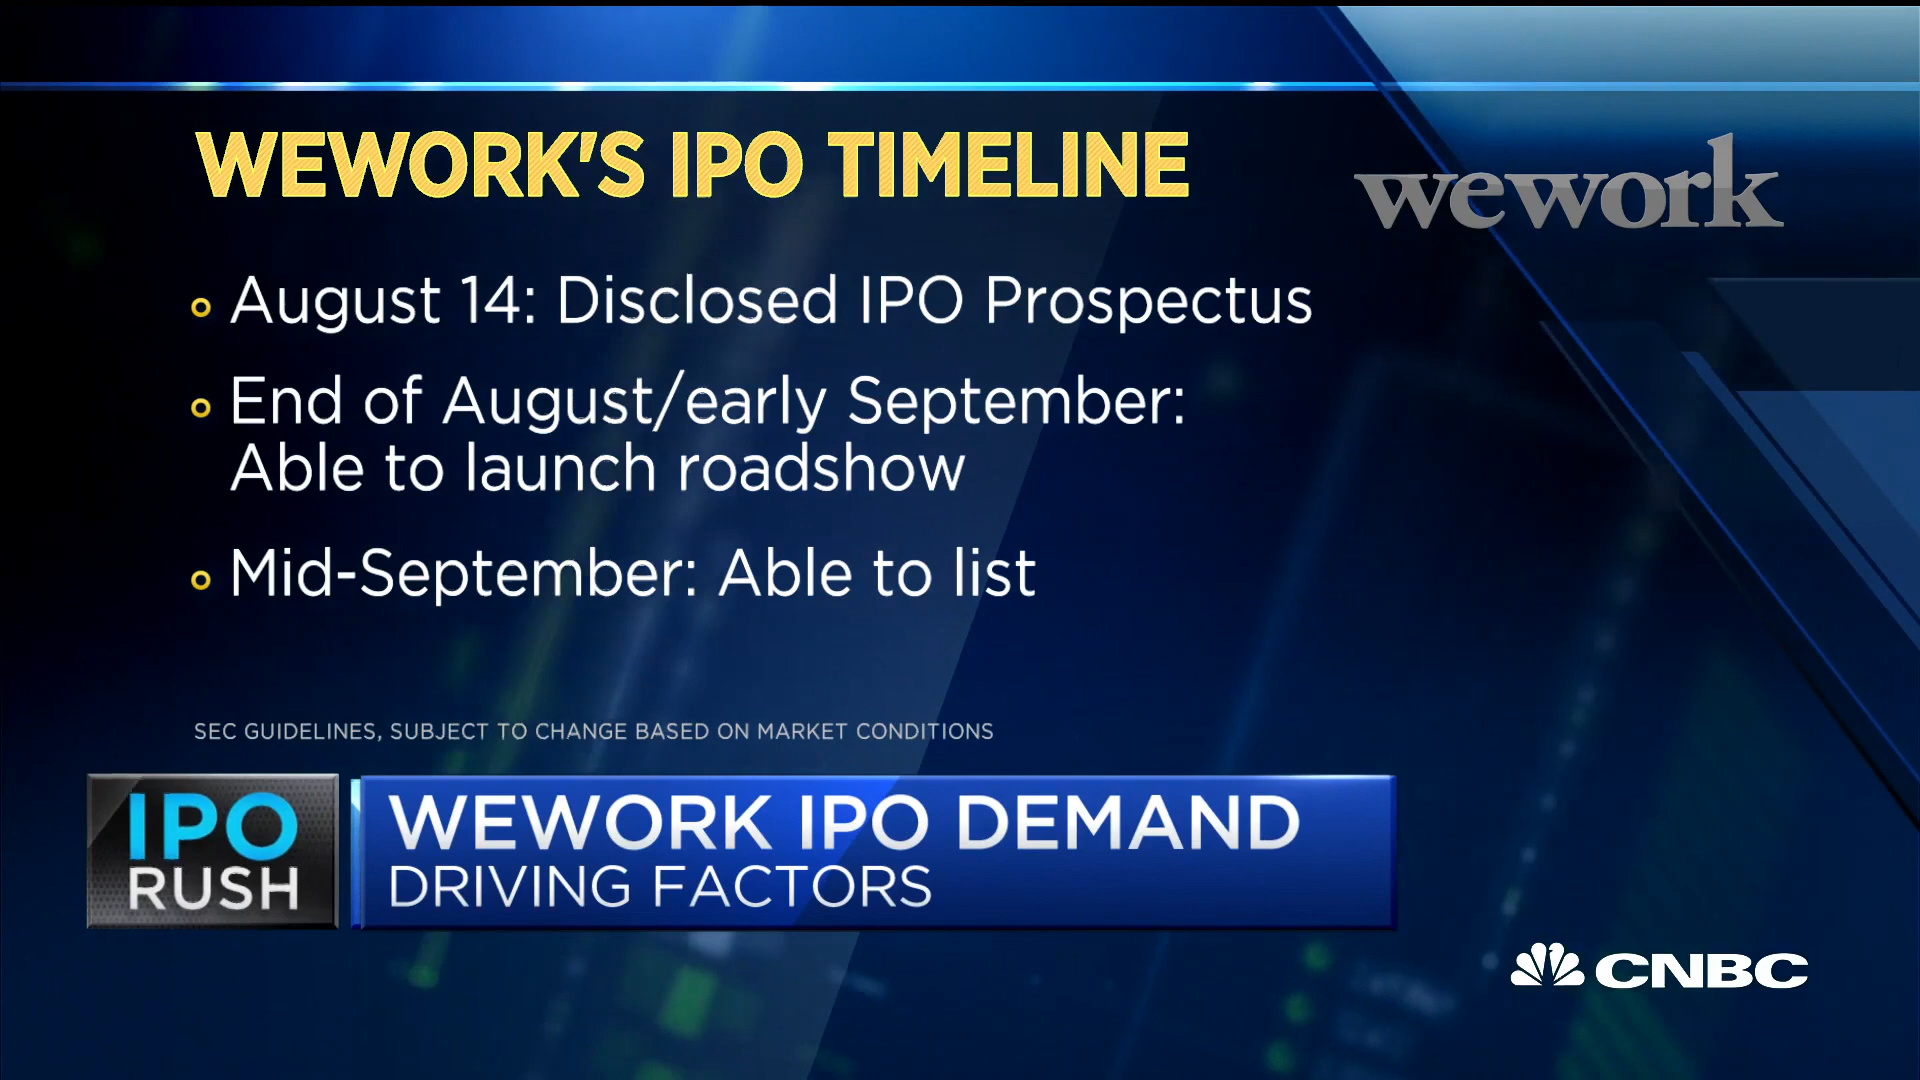 WEWORK'S IPO TIMELINE
wework
August 14: Disclosed IPO Prospectus
End of August/early September:
Able to launch roadshow
Mid-September: Able to list
SEC GUIDELINES, SUBJECT TO CHANGE BASED ON MARKET CONDITIONS
IPO
RUSH
WEWORK IPO DEMAND
DRIVING FACTORS
CNBC